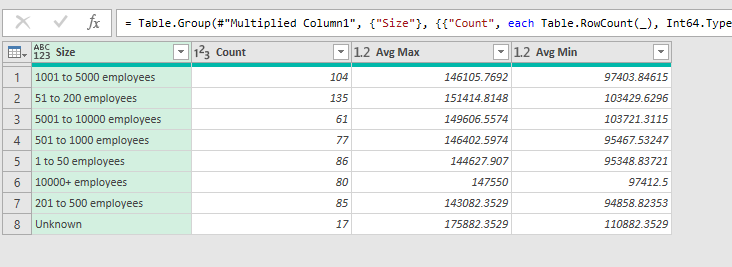 fx = Table.Group(#"Multiplied Column1", {"Size"}, {{"Count", each Table.RowCount(_), Int64.Type
ABC 123 Size 1 2 3 Count 1.2 Avg Max 1.2 Avg Min
1 1001 to 5000 employees 104 146105.7692 97403.84615
2 51 to 200 employees 135 151414.8148 103429.6296
3 5001 to 10000 employees 61 149606.5574 103721.3115
4 501 to 1000 employees 77 146402.5974 95467.53247
5 1 to 50 employees 86 144627.907 95348.83721
6 10000+ employees 80 147550 97412.5
7 201 to 500 employees 85 143082.3529 94858.82353
8 Unknown 17 175882.3529 110882.3529